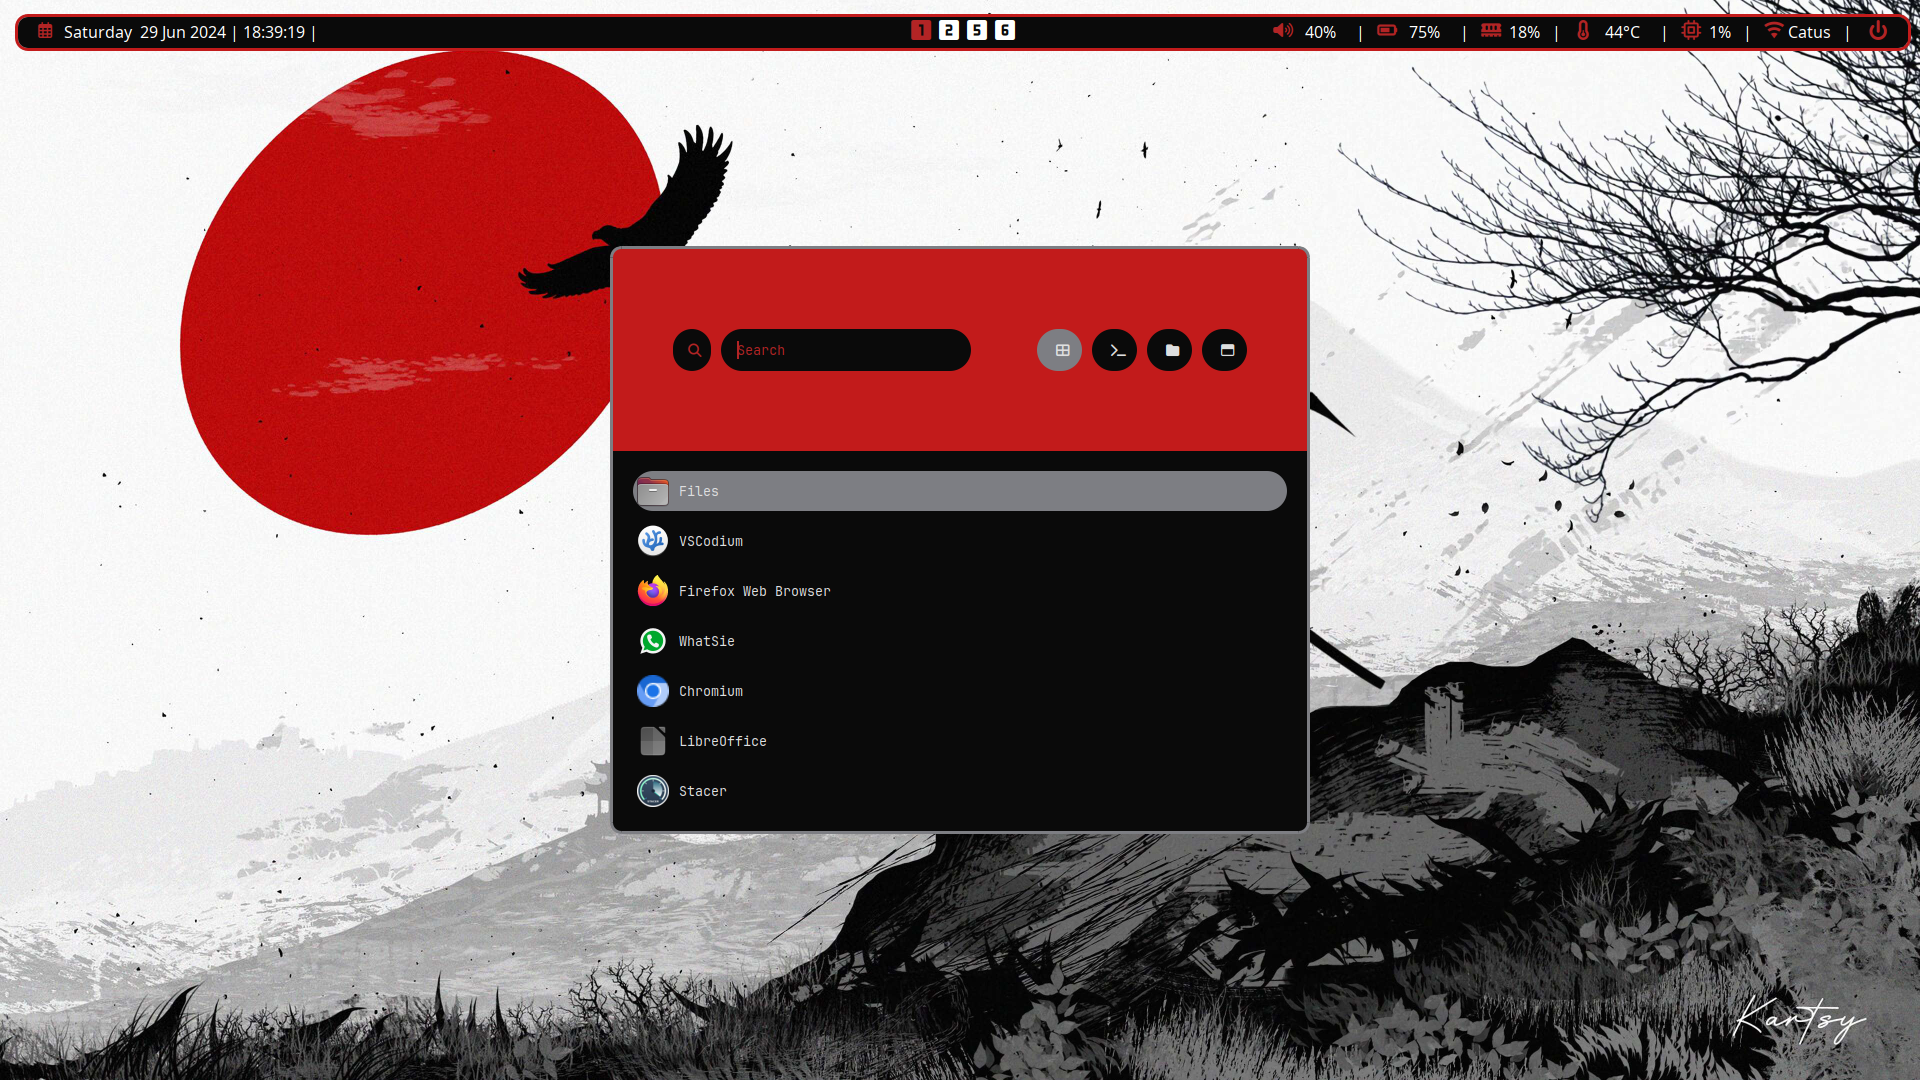 Saturday 29 Jun 2024 | 18:39:19 |
1 2 5 6
40% | 75% | 18% | 44°C | 1% | Catus |
Search
Files
VSCodium
Firefox Web Browser
WhatSie
Chromium
LibreOffice
Stacer
Kartsy